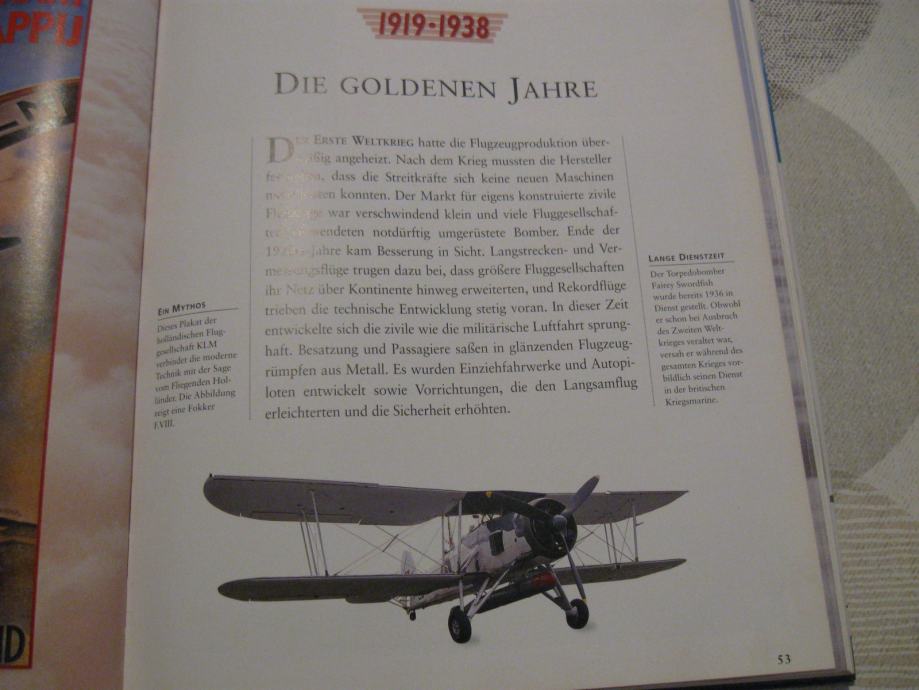 1919·1938
DIE GOLDENEN JAHRE
DER ERSTE WELTKRIEG hatte die Flugzeugproduktion über-
angeheizt. Nach dem Krieg mussten die Hersteller
dass die Streitkräfte sich keine neuen Maschinen
konnten. Der Markt für eigens konstruierte zivile
war verschwindend klein und viele Fluggesellschaf-
notdürftig umgerüstete Bomber. Ende der
Jahre kam Besserung in Sicht. Langstrecken- und Ver-
messungsflüge trugen dazu bei, dass größere Fluggesellschaften
ihr Netz über Kontinente hinweg erweiterten, und Rekordflüge
trieben die technische Entwicklung stetig voran. In dieser Zeit
entwickelte sich die zivile wie die militärische Luftfahrt sprung-
haft. Besatzung und Passagiere saßen in glänzenden Flugzeug-
rümpfen aus Metall. Es wurden Einziehfahrwerke und Autopi-
loten entwickelt sowie Vorrichtungen, die den Langsamflug
erleichterten und die Sicherheit erhöhten.
EIN MYTHOS
Dieses Plakat der
holländischen Flug-
gesellschaft KLM
verbindet die moderne
Technik mit der Sage
vom Fliegenden Hol-
länder. Die Abbildung
zeigt eine Fokker
F.VIII.
LANGE DIENSTZEIT
Der Torpedobomber
Fairey Swordfish
wurde bereits 1936 in
Dienst gestellt. Obwohl
er schon bei Ausbruch
des Zweiten Welt-
krieges veraltet war,
versah er während des
gesamten Krieges vor-
bildlich seinen Dienst
in der britischen
Kriegsmarine.
53